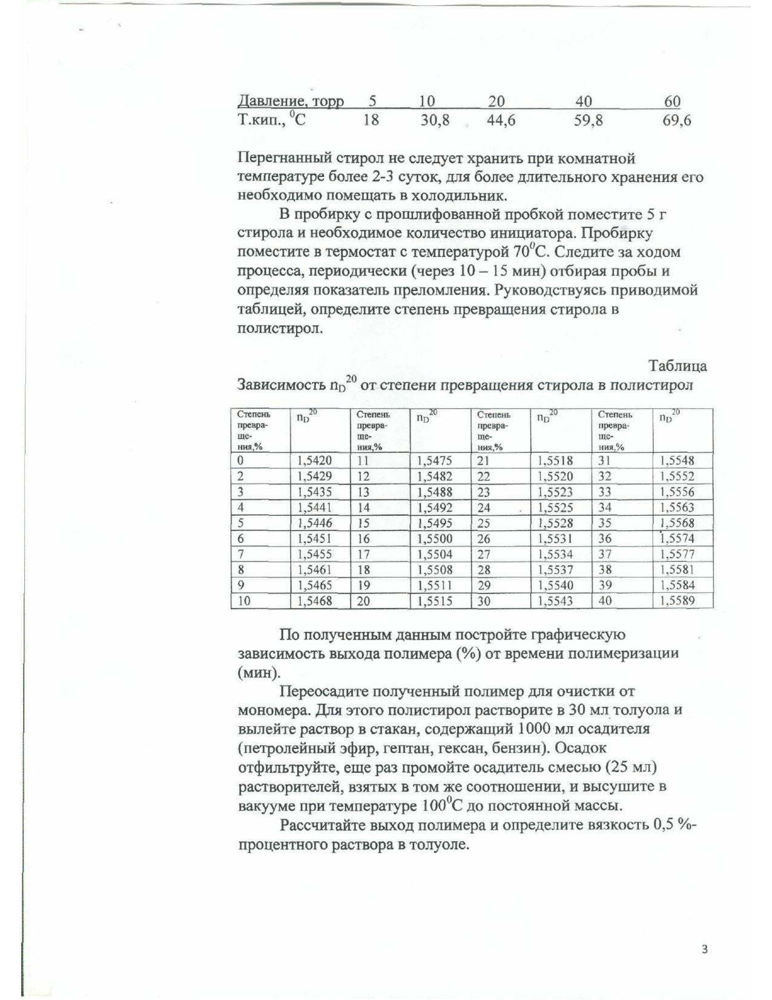 Давление, торр 5 10 20 40 60
Т.кип., ⁰С 18 30,8 44,6 59,8 69,6
Перегнанный стирол не следует хранить при комнатной
температуре более 2-3 суток, для более длительного хранения его
необходимо помещать в холодильник.
В пробирку с прошлифованной пробкой поместите 5 г
стирола и необходимое количество инициатора. Пробирку
поместите в термостат с температурой 70⁰С. Следите за ходом
процесса, периодически (через 10 – 15 мин) отбирая пробы и
определяя показатель преломления. Руководствуясь приводимой
таблицей, определите степень превращения стирола в
полистирол.
Таблица
Зависимость nD²⁰ от степени превращения стирола в полистирол
Степень превра- ще- ния,% nD²⁰ Степень превра- ще- ния,% nD²⁰ Степень превра- ще- ния,% nD²⁰ Степень превра- ще- ния,% nD²⁰
0 1,5420 11 1,5475 21 1,5518 31 1,5548
2 1,5429 12 1,5482 22 1,5520 32 1,5552
3 1,5435 13 1,5488 23 1,5523 33 1,5556
4 1,5441 14 1,5492 24 1,5525 34 1,5563
5 1,5446 15 1,5495 25 1,5528 35 1,5568
6 1,5451 16 1,5500 26 1,5531 36 1,5574
7 1,5455 17 1,5504 27 1,5534 37 1,5577
8 1,5461 18 1,5508 28 1,5537 38 1,5581
9 1,5465 19 1,5511 29 1,5540 39 1,5584
10 1,5468 20 1,5515 30 1,5543 40 1,5589
По полученным данным постройте графическую
зависимость выхода полимера (%) от времени полимеризации
(мин).
Переосадите полученный полимер для очистки от
мономера. Для этого полистирол растворите в 30 мл толуола и
вылейте раствор в стакан, содержащий 1000 мл осадителя
(петролейный эфир, гептан, гексан, бензин). Осадок
отфильтруйте, еще раз промойте осадитель смесью (25 мл)
растворителей, взятых в том же соотношении, и высушите в
вакууме при температуре 100⁰С до постоянной массы.
Рассчитайте выход полимера и определите вязкость 0,5 %-
процентного раствора в толуоле.
3